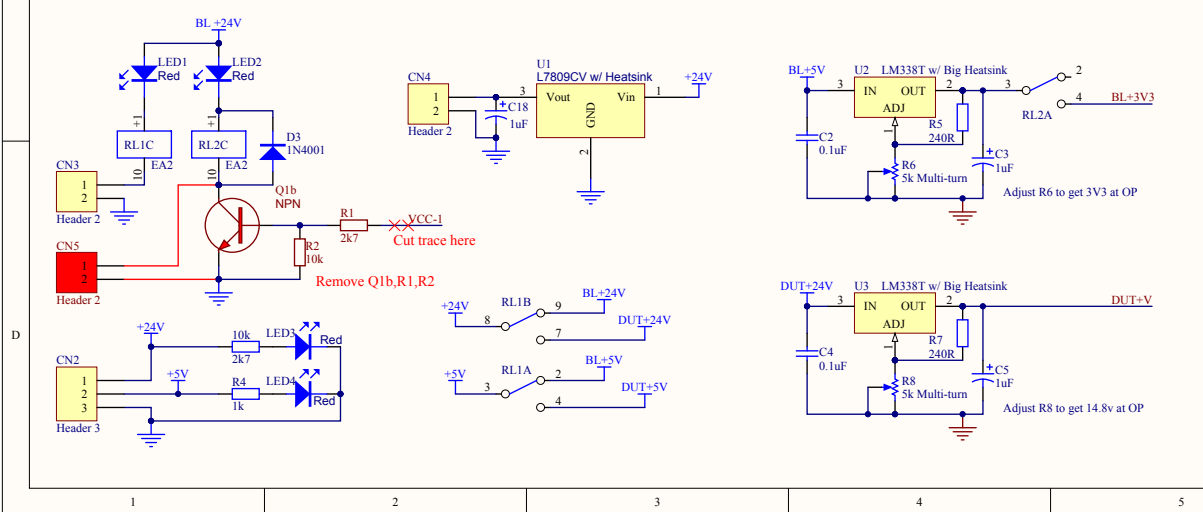 BL +24V
LED1
Red
LED2
Red
+1
+1
RL1C
EA2
RL2C
EA2
D3
1N4001
10
10
CN3
1
2
Header 2
Q1b
NPN
R1
2k7
VCC-1
Cut trace here
R2
10k
Remove Q1b,R1,R2
CN5
1
2
Header 2
CN4
1
2
Header 2
C18
1uF
U1
L7809CV w/ Heatsink
3
Vout
Vin
1
GND
2
+24V
BL+5V
U2
LM338T w/ Big Heatsink
3
IN
OUT
2
ADJ
1
R5
240R
C2
0.1uF
R6
5k Multi-turn
C3
1uF
3
2
4
RL2A
BL+3V3
Adjust R6 to get 3V3 at OP
D
+24V
10k
2k7
LED3
Red
CN2
1
2
3
Header 3
+5V
R4
1k
LED4
Red
+24V
8
RL1B
9
7
BL+24V
DUT+24V
+5V
3
RL1A
2
4
BL+5V
DUT+5V
DUT+24V
U3
LM338T w/ Big Heatsink
3
IN
OUT
2
ADJ
1
R7
240R
DUT+V
C4
0.1uF
R8
5k Multi-turn
C5
1uF
Adjust R8 to get 14.8v at OP
1
2
3
4
5